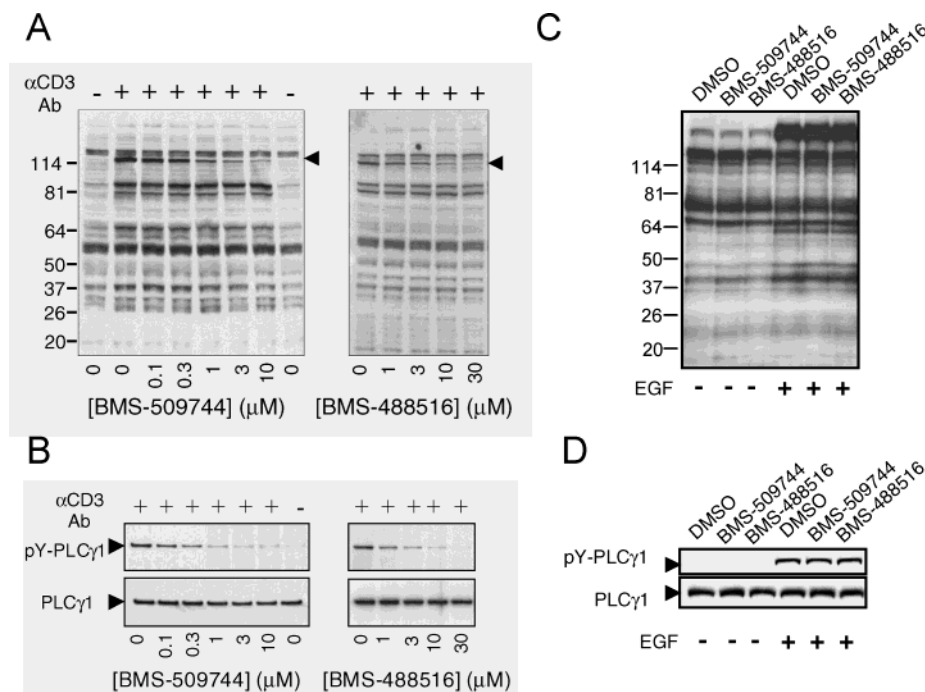 A
αCD3
Ab
- + + + + + + -
+ + + + +
114
81
64
50
37
26
20
0 0 0.1 0.3 1 3 10 0
0 1 3 10 30
[BMS-509744] (μM)
[BMS-488516] (μM)
B
αCD3
Ab
+ + + + + + -
+ + + + +
pY-PLCγ1
PLCγ1
0 0.1 0.3 1 3 10 0
0 1 3 10 30
[BMS-509744] (μM)
[BMS-488516] (μM)
C
DMSO
BMS-509744
BMS-488516
DMSO
BMS-509744
BMS-488516
114
81
64
50
37
26
20
EGF - - - + + +
D
DMSO
BMS-509744
BMS-488516
DMSO
BMS-509744
BMS-488516
pY-PLCγ1
PLCγ1
EGF - - - + + +